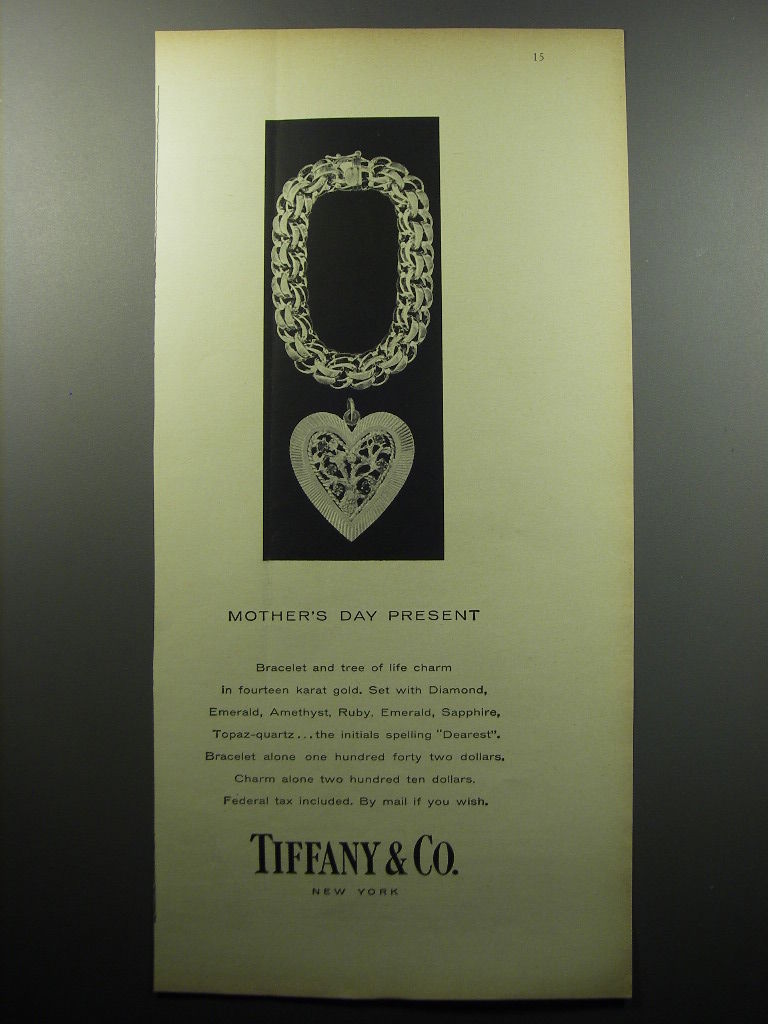 15
MOTHER'S DAY PRESENT
Bracelet and tree of life charm
in fourteen karat gold. Set with Diamond,
Emerald, Amethyst, Ruby, Emerald, Sapphire,
Topaz-quartz...the initials spelling "Dearest".
Bracelet alone one hundred forty two dollars.
Charm alone two hundred ten dollars.
Federal tax included. By mail if you wish.
TIFFANY & CO.
NEW YORK